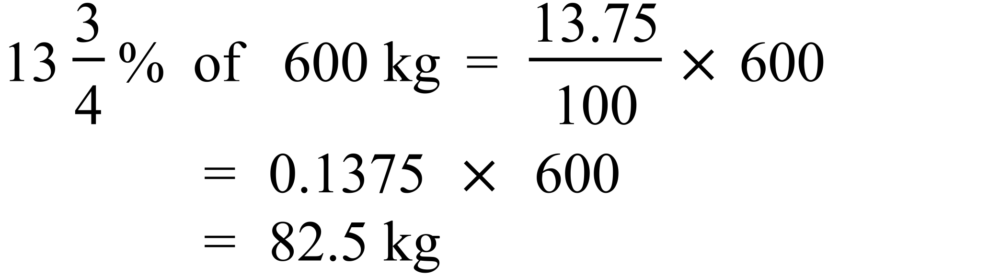 13 3/4 % of 600 kg = 13.75/100 × 600
= 0.1375 × 600
= 82.5 kg